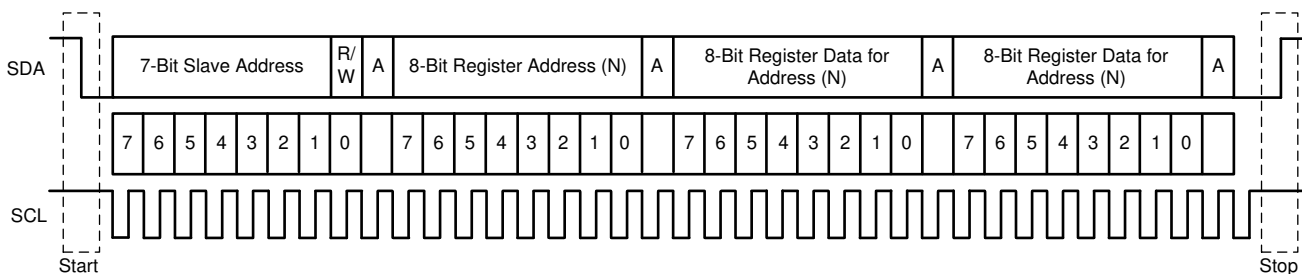 SDA
7-Bit Slave Address
R/
W
A
8-Bit Register Address (N)
A
8-Bit Register Data for
Address (N)
A
8-Bit Register Data for
Address (N)
A
7 6 5 4 3 2 1 0 7 6 5 4 3 2 1 0 7 6 5 4 3 2 1 0 7 6 5 4 3 2 1 0
SCL
Start
Stop